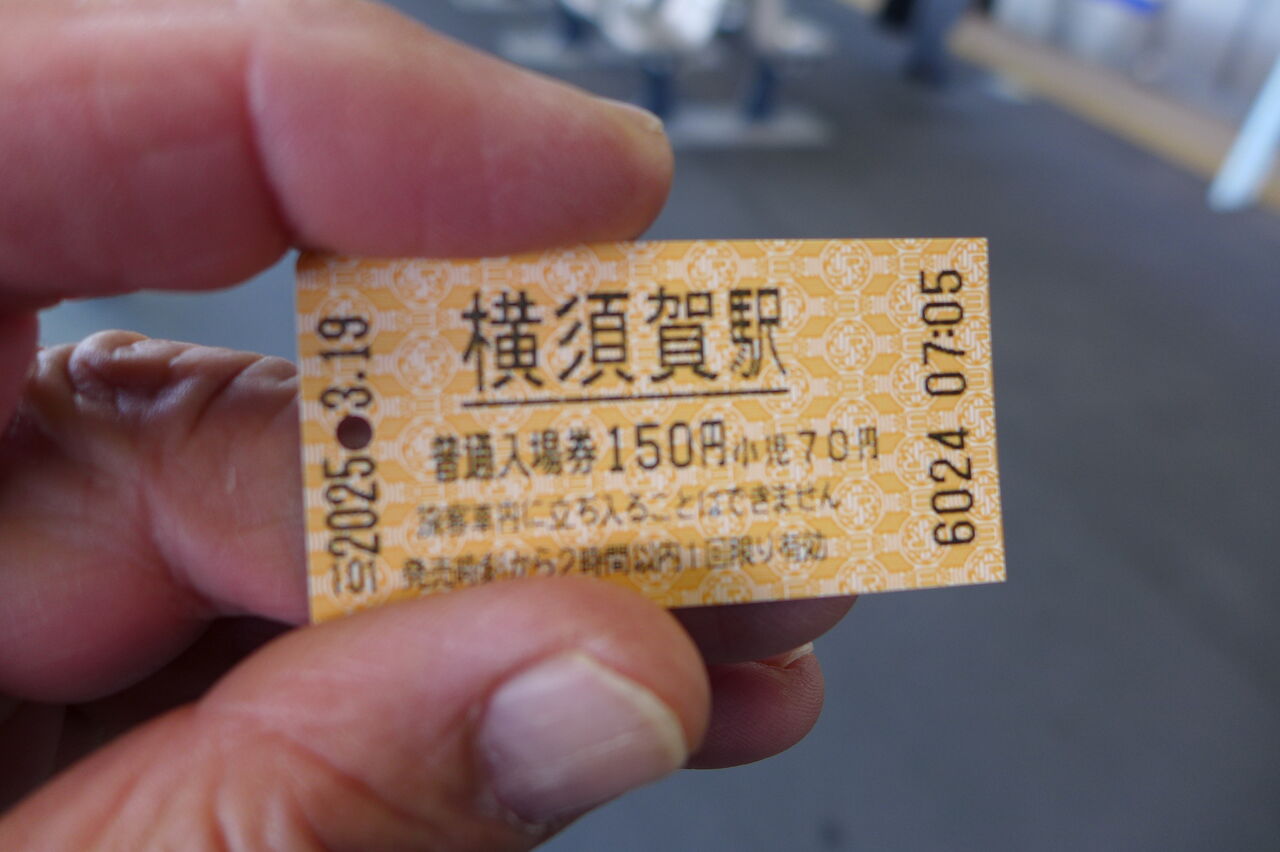 横須賀駅
普通入場券150円小児70円
旅客車内に立ち入ることはできません
発売時刻から2時間以内1回限り有効
2025●3.19
6024 07:05